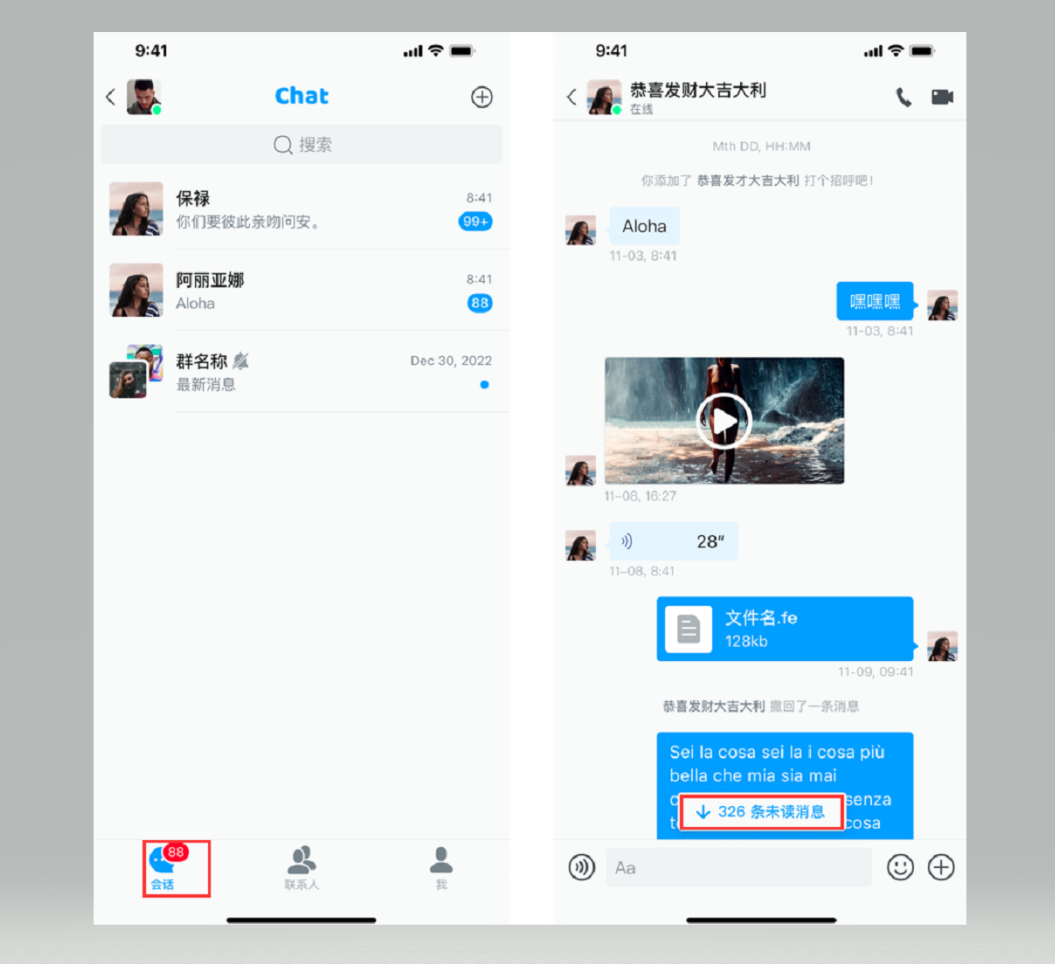 9:41
Chat
搜索
保禄
8:41
你们要彼此亲吻问安。
99+
阿丽亚娜
8:41
Aloha
88
群名称
Dec 30, 2022
最新消息
88
会话
联系人
我
9:41
恭喜发财大吉大利
在线
Mth DD, HH:MM
你添加了 恭喜发才大吉大利 打个招呼吧!
Aloha
11-03, 8:41
嘿嘿嘿
11-03, 8:41
11-08, 16:27
28"
11-08, 8:41
文件名.fe
128kb
11-09, 09:41
恭喜发财大吉大利 撤回了一条消息
Sei la cosa sei la i cosa più
bella che mia sia mai
senza
326 条未读消息
cosa
Aa